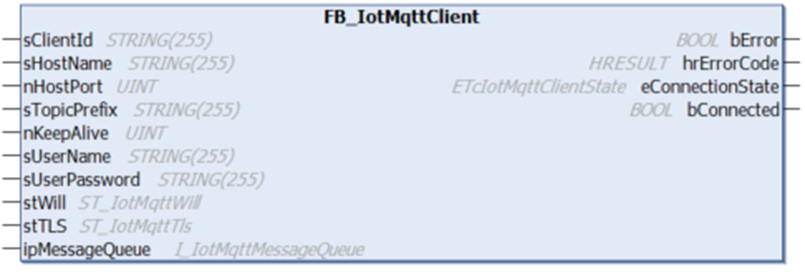 FB_IotMqttClient
sClientId STRING(255) BOOL bError
sHostName STRING(255) HRESULT hrErrorCode
nHostPort UINT ETcIotMqttClientState eConnectionState
sTopicPrefix STRING(255) BOOL bConnected
nKeepAlive UINT
sUserName STRING(255)
sUserPassword STRING(255)
stWill ST_IotMqttWill
stTLS ST_IotMqttTls
ipMessageQueue I_IotMqttMessageQueue